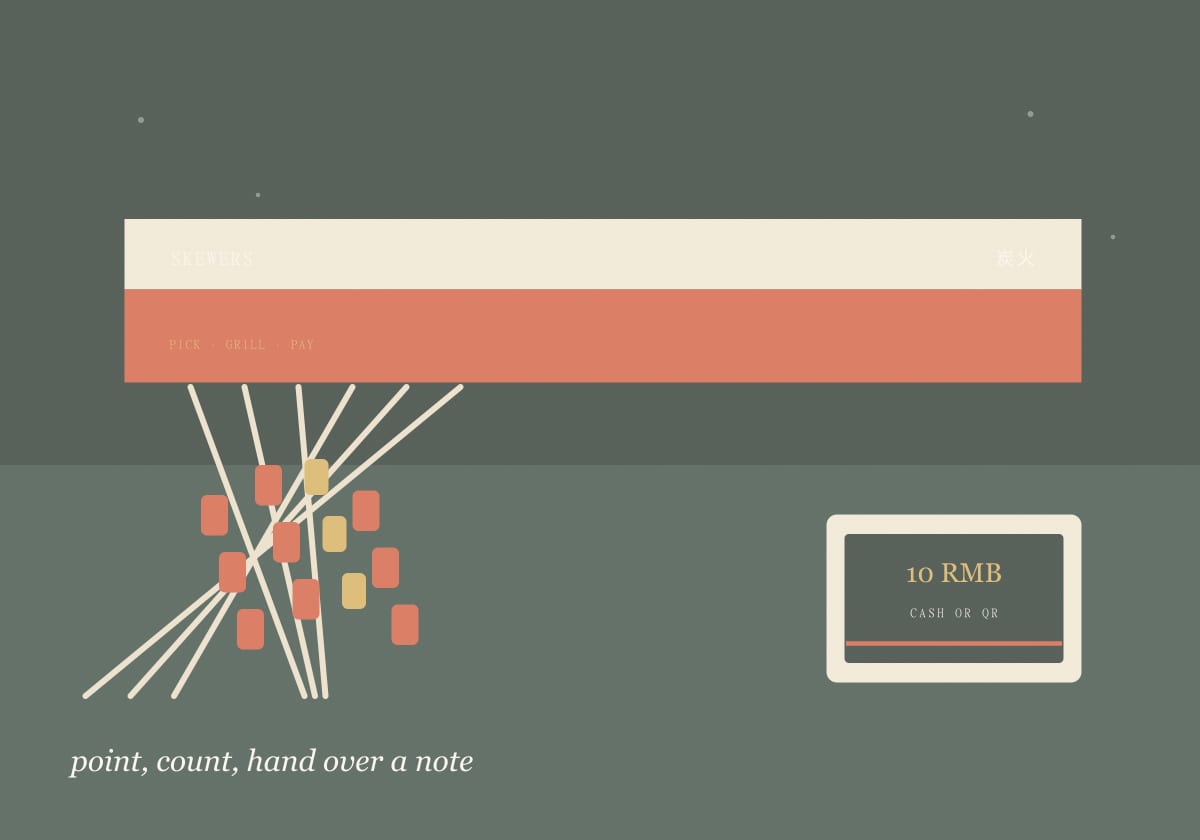 SKEWERS
炭火
PICK · GRILL · PAY
10 RMB
CASH OR QR
point, count, hand over a note